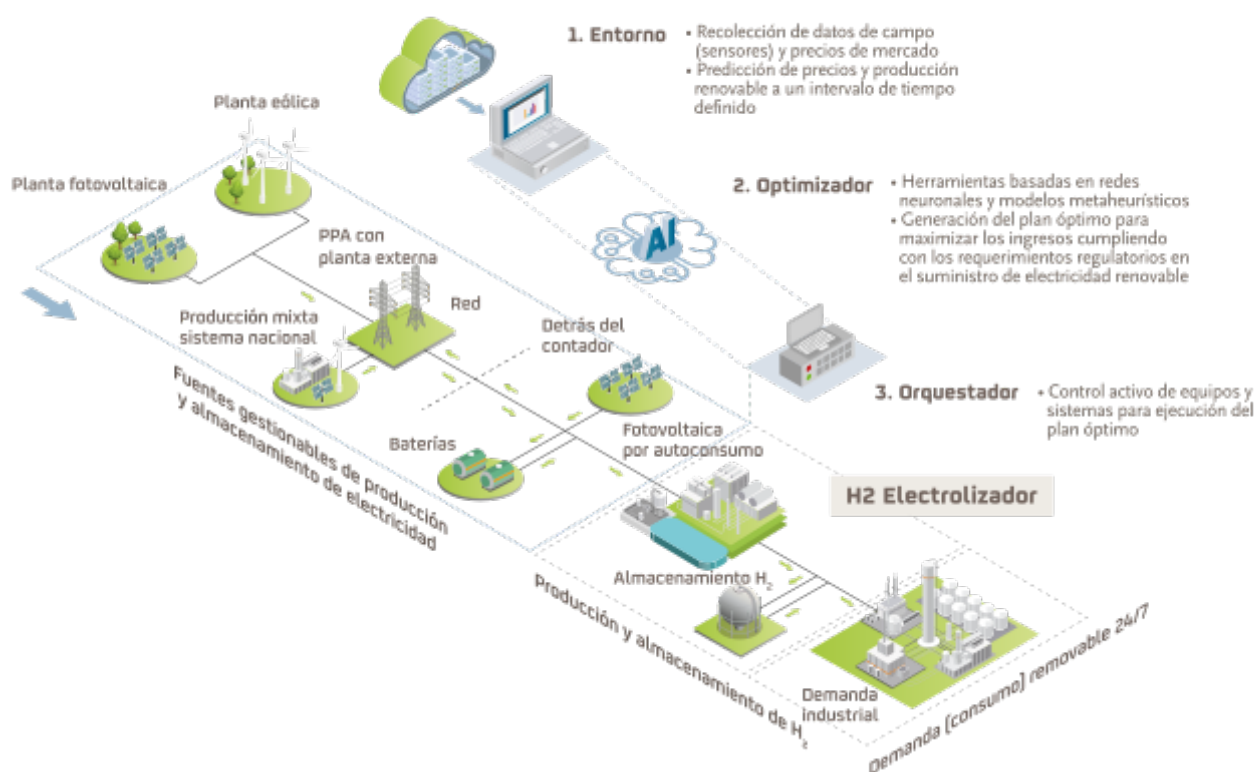 1. Entorno
• Recolección de datos de campo
(sensores) y precios de mercado
• Predicción de precios y producción
renovable a un intervalo de tiempo
definido
Planta eólica
Planta fotovoltaica
2. Optimizador
• Herramientas basadas en redes
neuronales y modelos metaheurísticos
• Generación del plan óptimo para
maximizar los ingresos cumpliendo
con los requerimientos regulatorios en
el suministro de electricidad renovable
AI
PPA con
planta externa
Red
Producción mixta
sistema nacional
Detrás del
contador
3. Orquestador
• Control activo de equipos y
sistemas para ejecución del
plan óptimo
Baterías
Fotovoltaica
por autoconsumo
Fuentes gestionables de producción
y almacenamiento de electricidad
H2 Electrolizador
Almacenamiento H₂
Producción y almacenamiento de H₂
Demanda
industrial
Demanda [consumo] removable 24/7